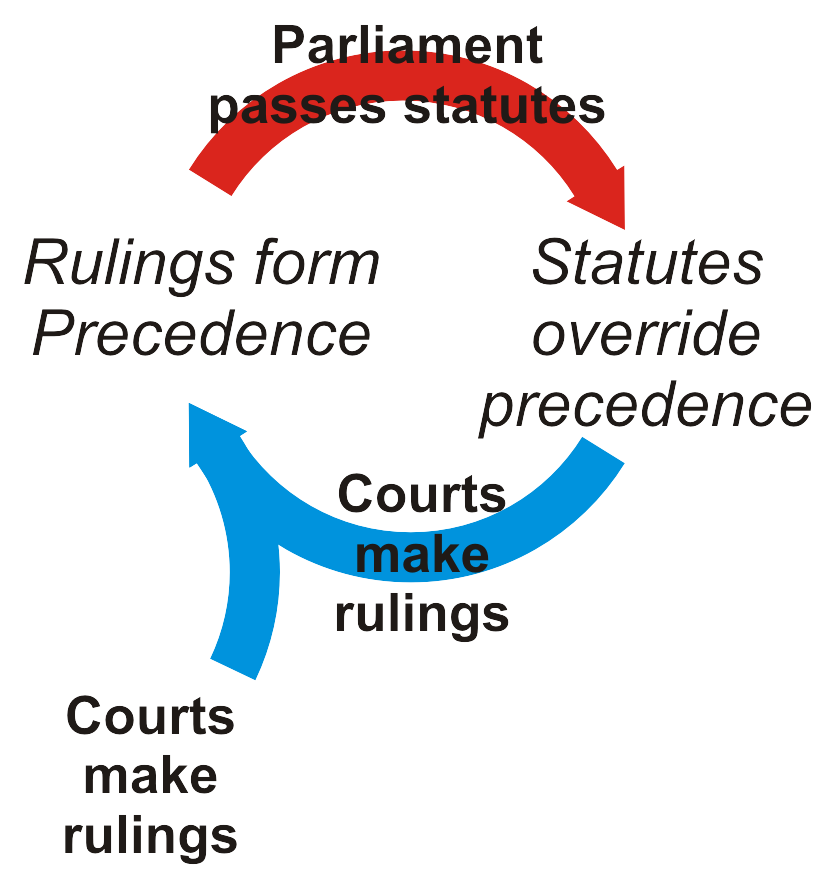 Parliament
passes statutes
Rulings form
Precedence
Statutes
override
precedence
Courts
make
rulings
Courts
make
rulings